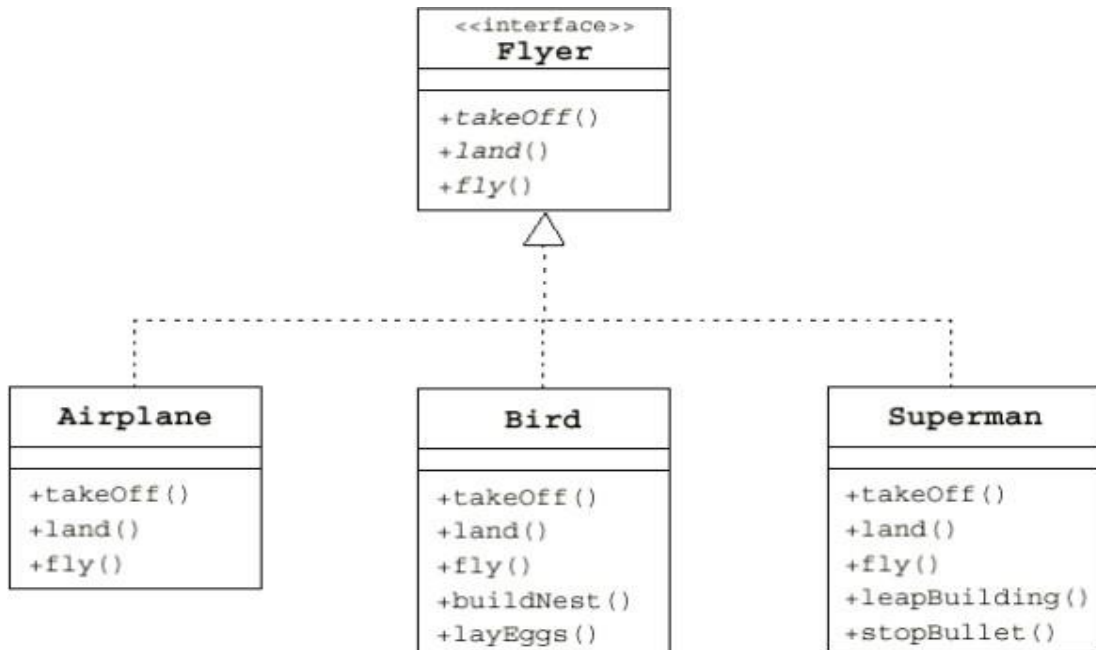 <<interface>>
Flyer
+takeOff()
+land()
+fly()
Airplane
+takeOff()
+land()
+fly()
Bird
+takeOff()
+land()
+fly()
+buildNest()
+layEggs()
Superman
+takeOff()
+land()
+fly()
+leapBuilding()
+stopBullet()